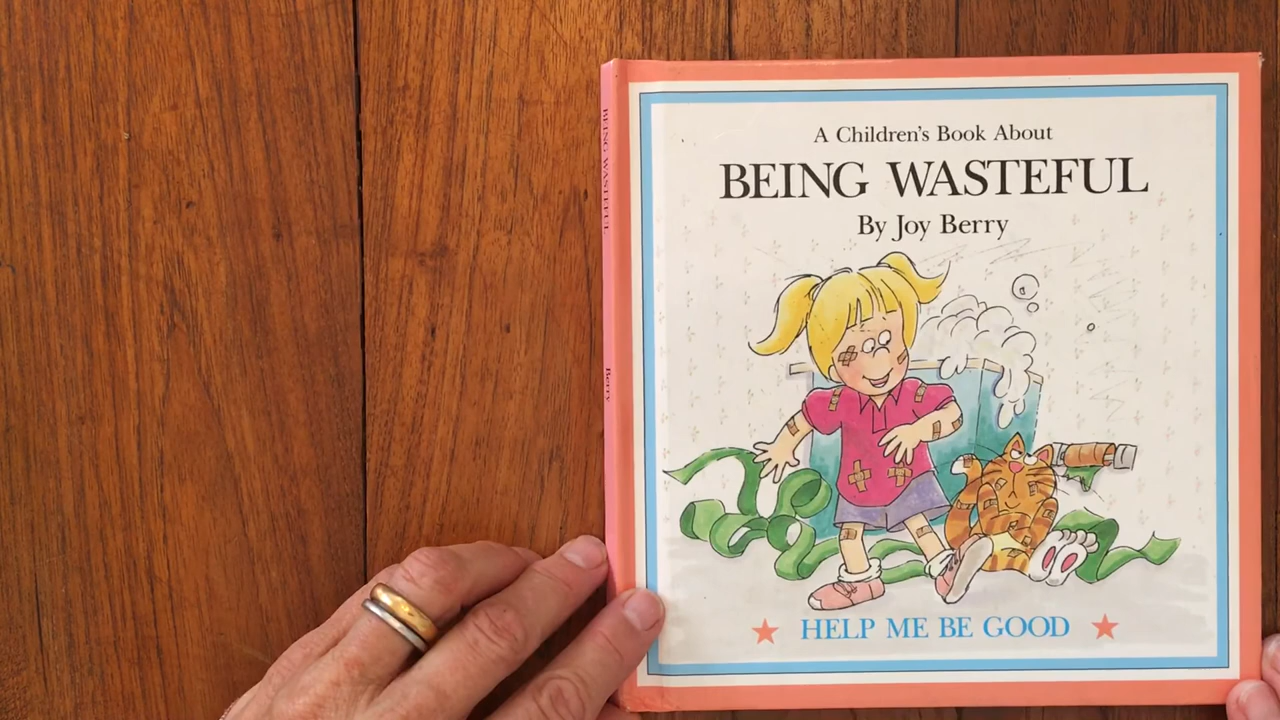 A Children's Book About
BEING WASTEFUL
By Joy Berry
HELP ME BE GOOD
BEING WASTEFUL
Berry